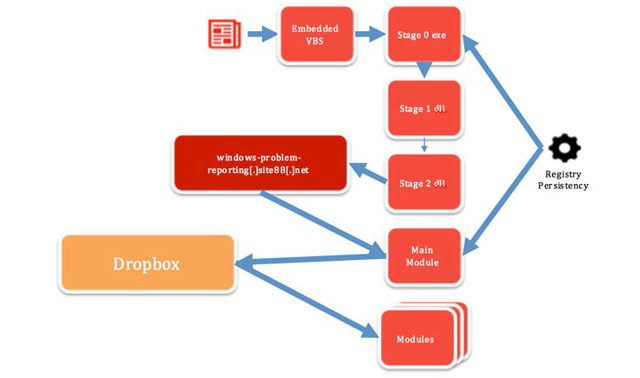 Embedded
VBS
Stage 0 exe
Stage 1 dll
windows-problem-
reporting[.]site88[.]net
Stage 2 dll
Registry
Persistency
Main
Module
Dropbox
Modules